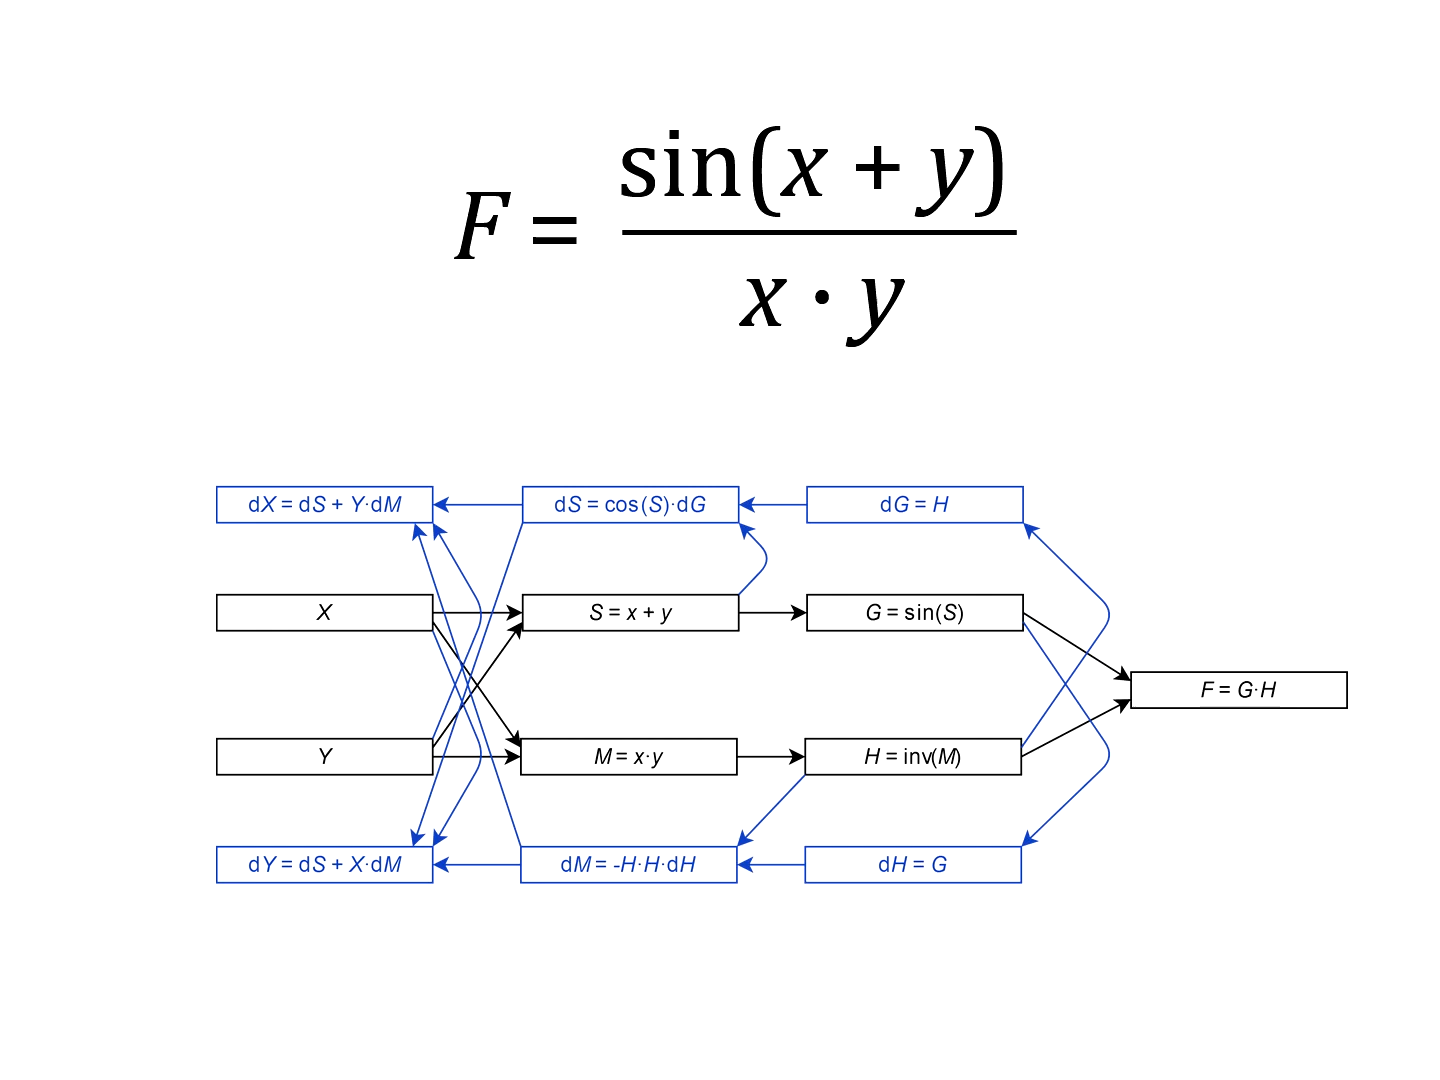 F = sin(x + y)
x · y
dX = dS + Y·dM
dS = cos(S)·dG
dG = H
X
S = x + y
G = sin(S)
F = G·H
Y
M = x·y
H = inv(M)
dY = dS + X·dM
dM = -H·H·dH
dH = G